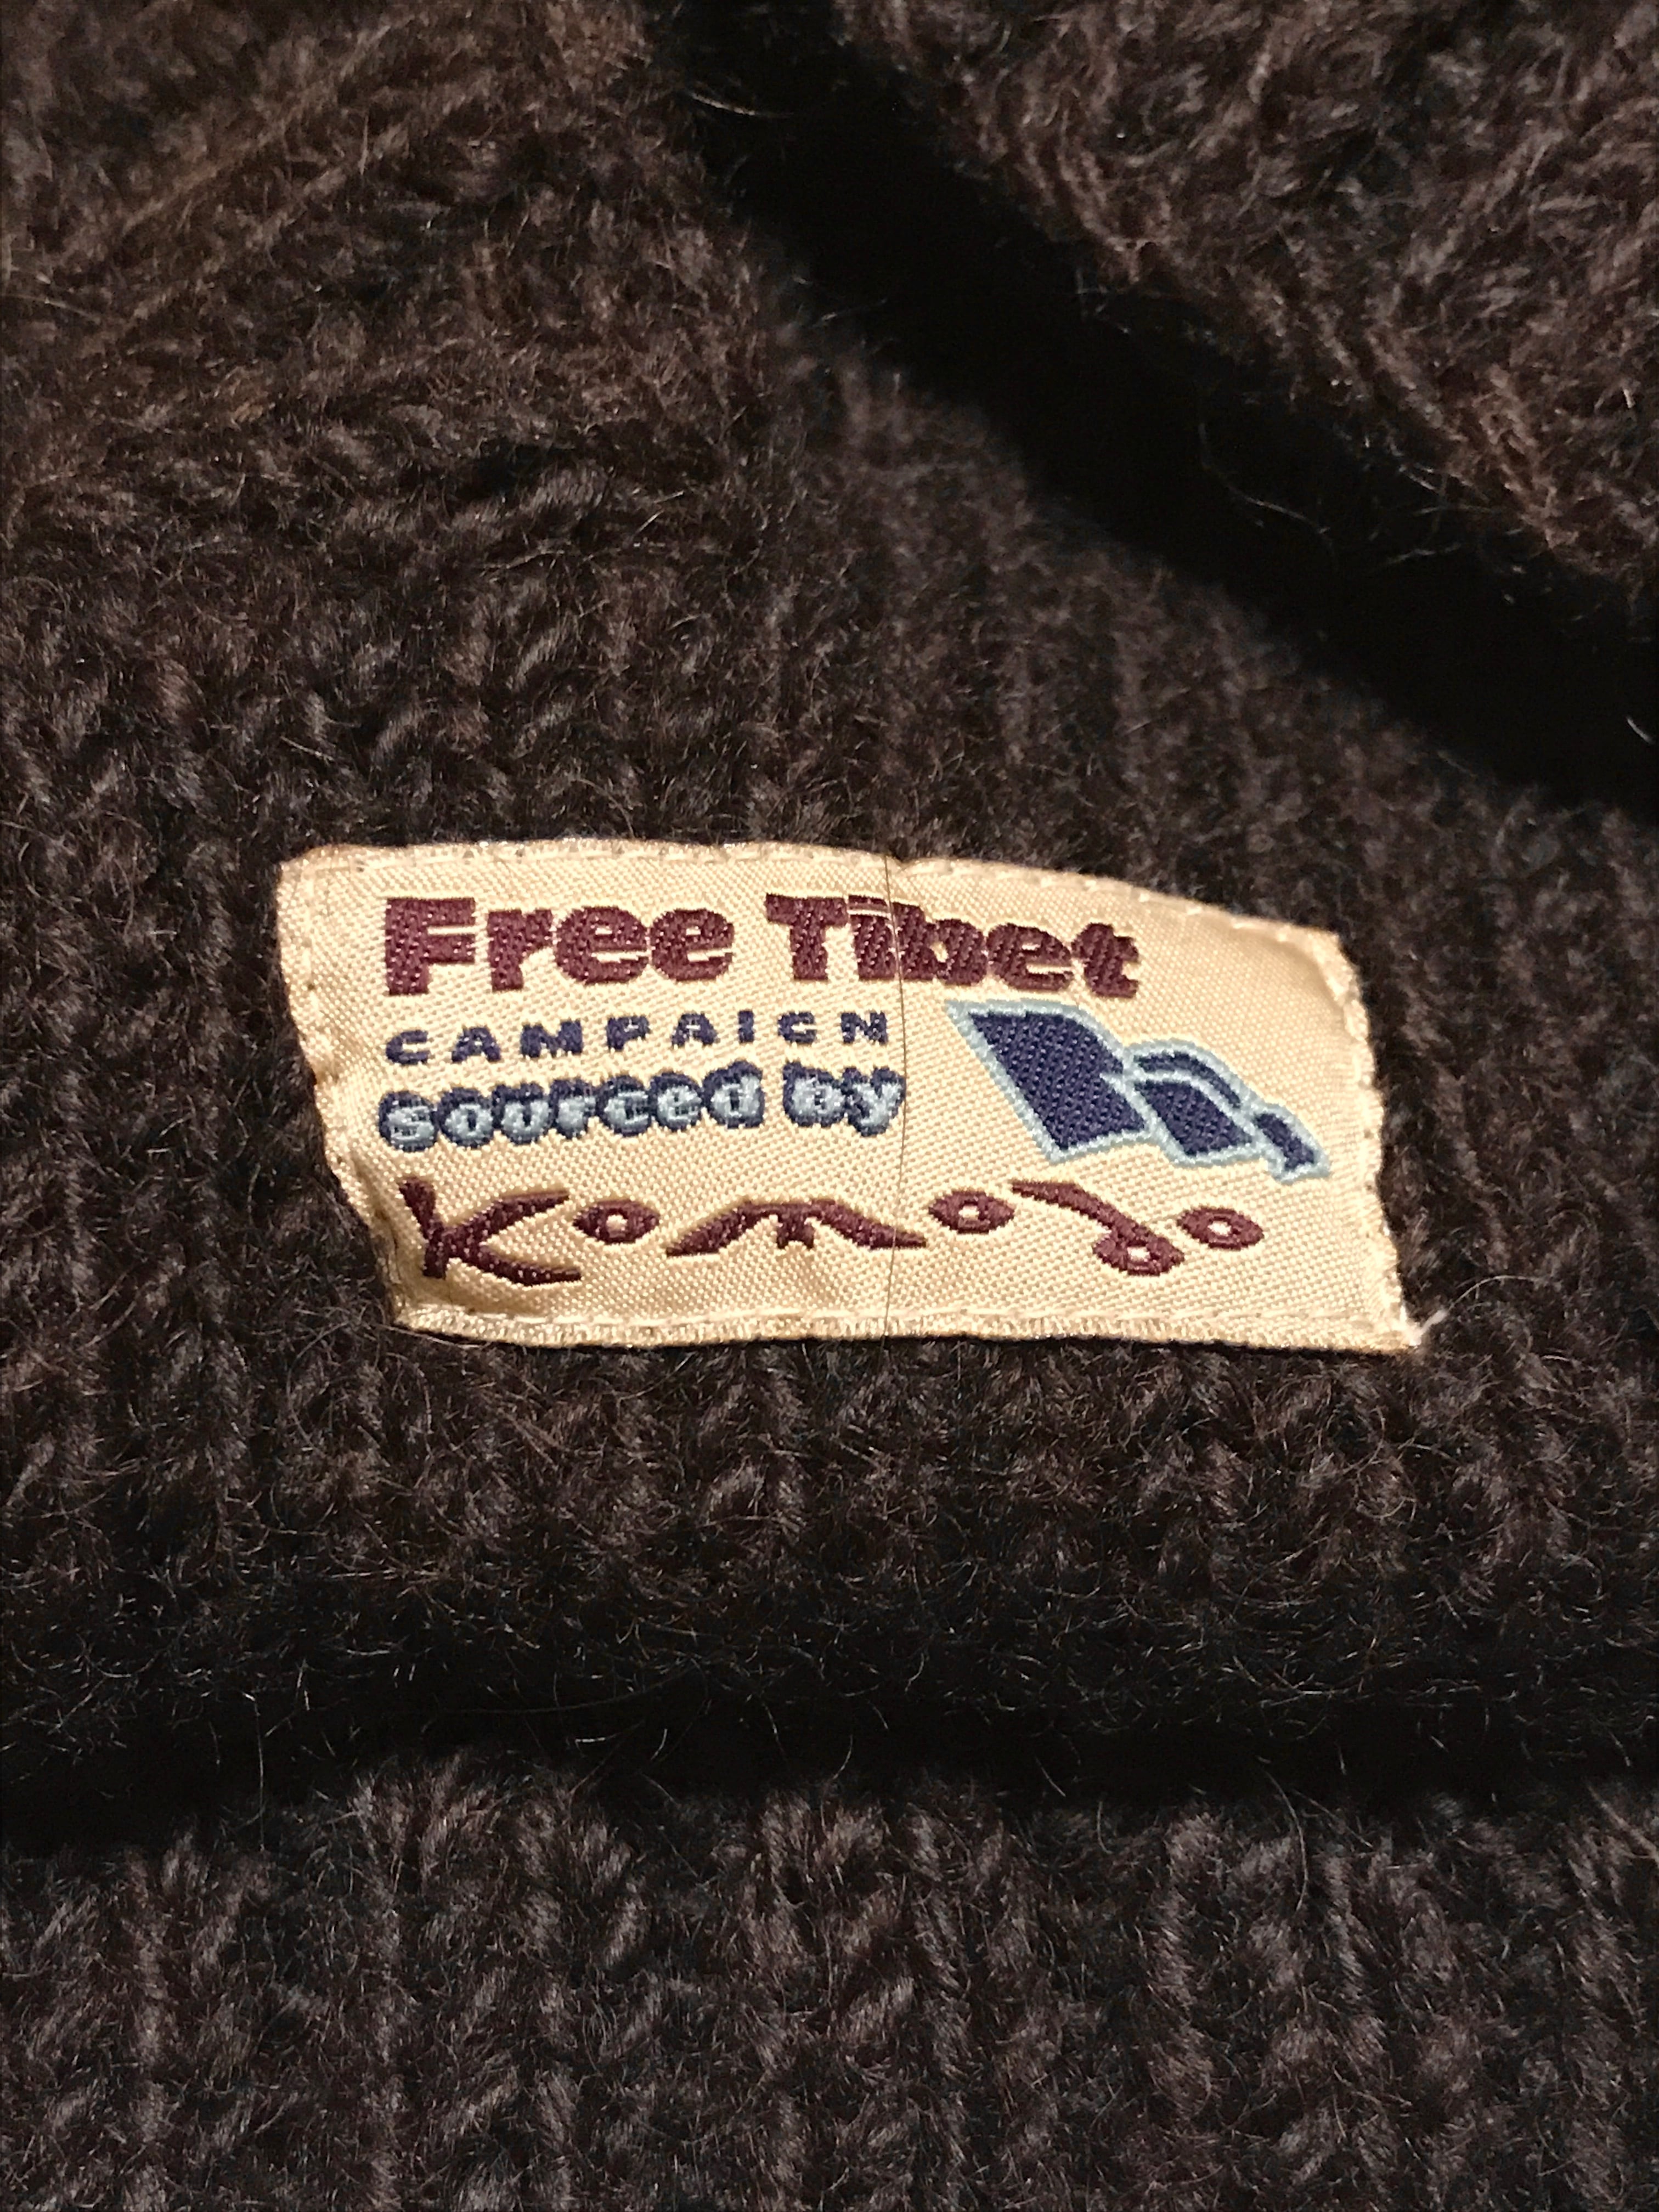 Free Tibet
CAMPAIGN
sourced by
Komodo